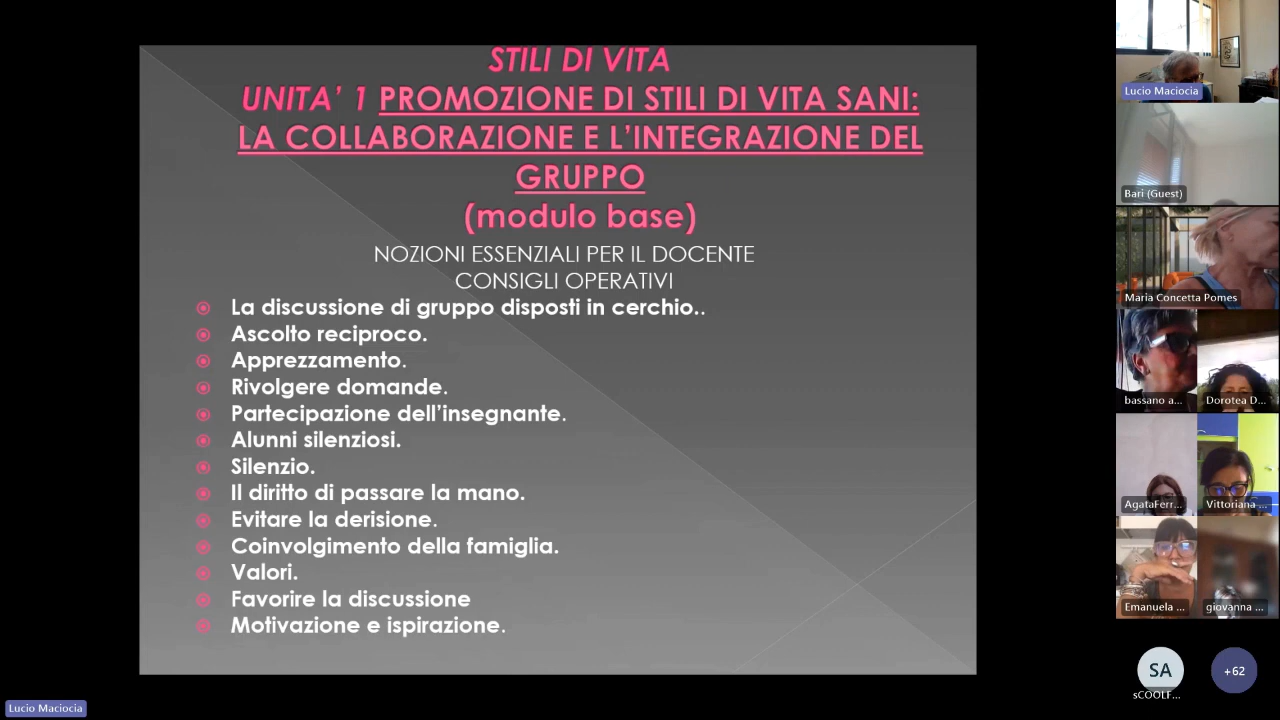 STILI DI VITA
UNITA' 1 PROMOZIONE DI STILI DI VITA SANI:
LA COLLABORAZIONE E L'INTEGRAZIONE DEL
GRUPPO
(modulo base)
NOZIONI ESSENZIALI PER IL DOCENTE
CONSIGLI OPERATIVI
La discussione di gruppo disposti in cerchio..
Ascolto reciproco.
Apprezzamento.
Rivolgere domande.
Partecipazione dell'insegnante.
Alunni silenziosi.
Silenzio.
Il diritto di passare la mano.
Evitare la derisione.
Coinvolgimento della famiglia.
Valori.
Favorire la discussione
Motivazione e ispirazione.
Lucio Maciocia
Lucio Maciocia
Bari (Guest)
Maria Concetta Pomes
bassano a...
Dorotea D...
AgataFerr...
Vittoriana ...
Emanuela ...
giovanna ...
SA
sCOOLF...
+62